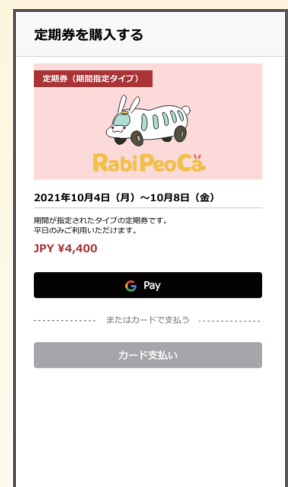 定期券を購入する
定期券（期間指定タイプ）
RabiPeoCa
2021年10月4日（月）～10月8日（金）
期間が指定されたタイプの定期券です。
平日のみご利用いただけます。
JPY ¥4,400
G Pay
またはカードで支払う
カード支払い